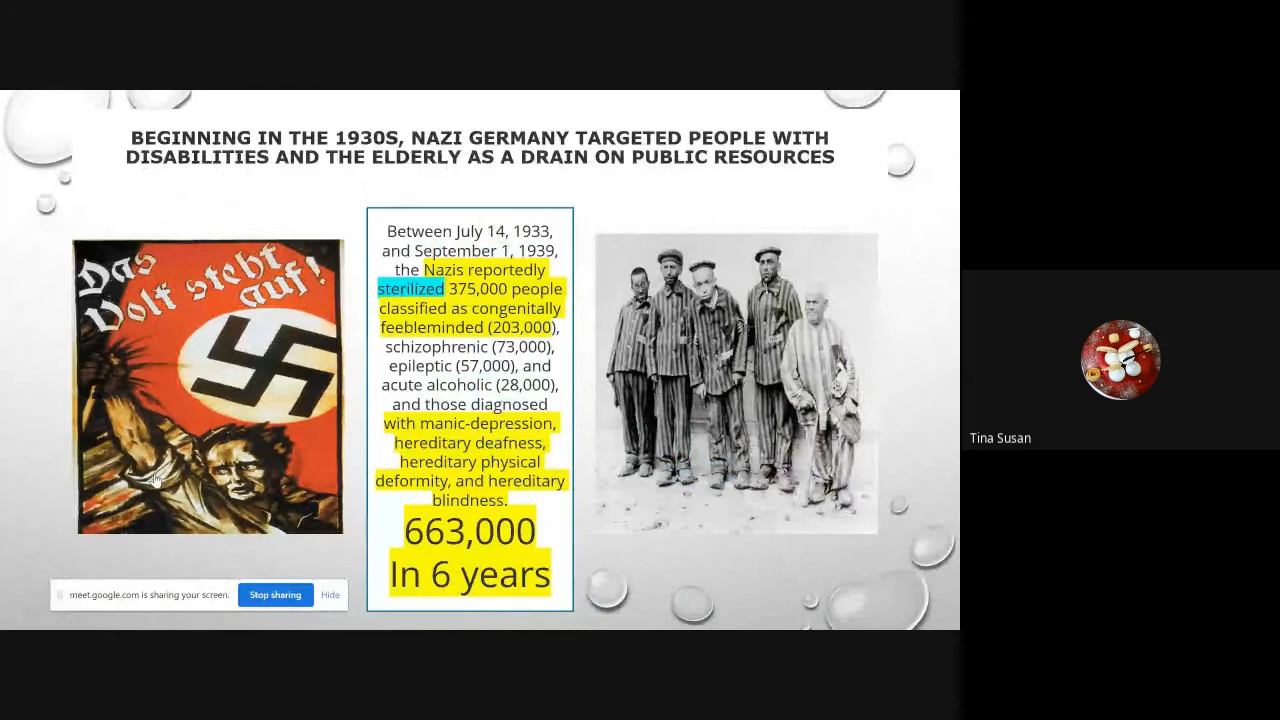 BEGINNING IN THE 1930S, NAZI GERMANY TARGETED PEOPLE WITH
DISABILITIES AND THE ELDERLY AS A DRAIN ON PUBLIC RESOURCES
Das
Volk steht
auf!
Between July 14, 1933,
and September 1, 1939,
the Nazis reportedly
sterilized 375,000 people
classified as congenitally
feebleminded (203,000),
schizophrenic (73,000),
epileptic (57,000), and
acute alcoholic (28,000),
and those diagnosed
with manic-depression,
hereditary deafness,
hereditary physical
deformity, and hereditary
blindness.
663,000
In 6 years
meet.google.com is sharing your screen.
Stop sharing
Hide
Tina Susan